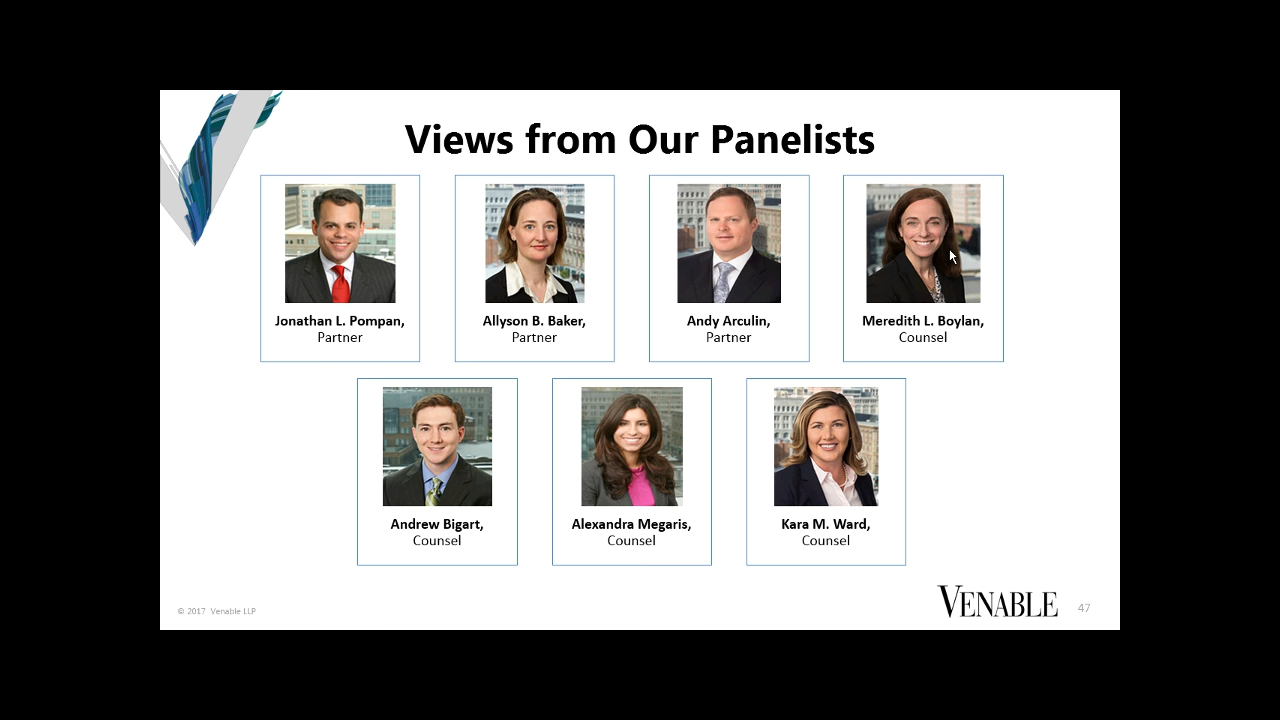 Views from Our Panelists
Jonathan L. Pompan,
Partner
Allyson B. Baker,
Partner
Andy Arculin,
Partner
Meredith L. Boylan,
Counsel
Andrew Bigart,
Counsel
Alexandra Megaris,
Counsel
Kara M. Ward,
Counsel
© 2017 Venable LLP
VENABLE
47